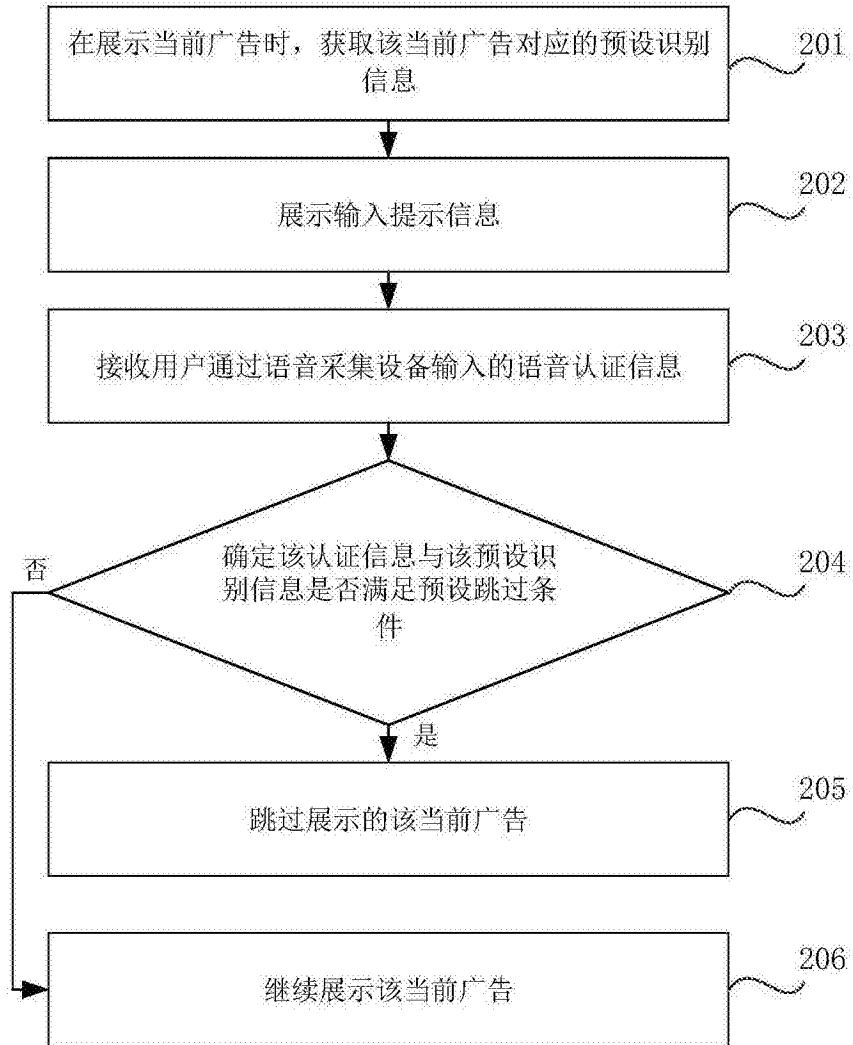 在展示当前广告时，获取该当前广告对应的预设识别
信息
201
展示输入提示信息
202
接收用户通过语音采集设备输入的语音认证信息
203
确定该认证信息与该预设识
别信息是否满足预设跳过条
件
204
否
是
跳过展示的该当前广告
205
继续展示该当前广告
206